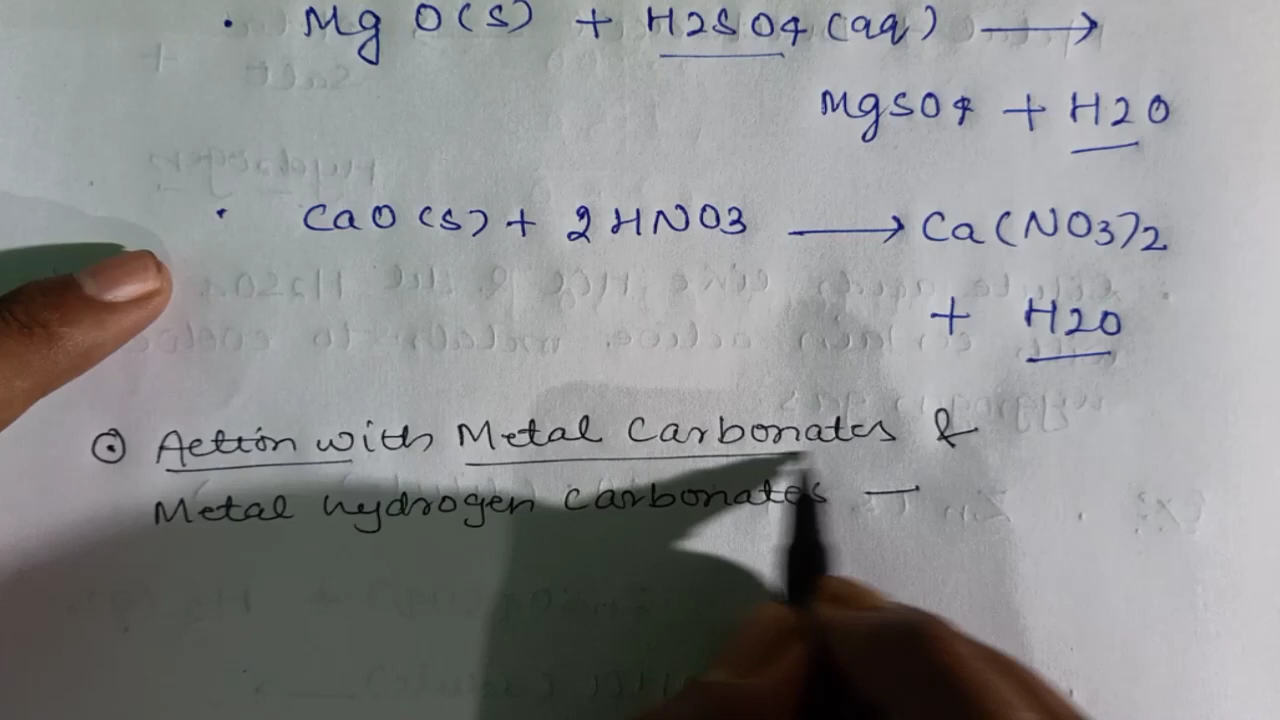 • MgO(s) + H2SO4(aq) ⟶
MgSO4 + H2O
• CaO(s) + 2HNO3 ⟶ Ca(NO3)2
+ H2O
⊙ Action with Metal Carbonates &
Metal hydrogen carbonates —